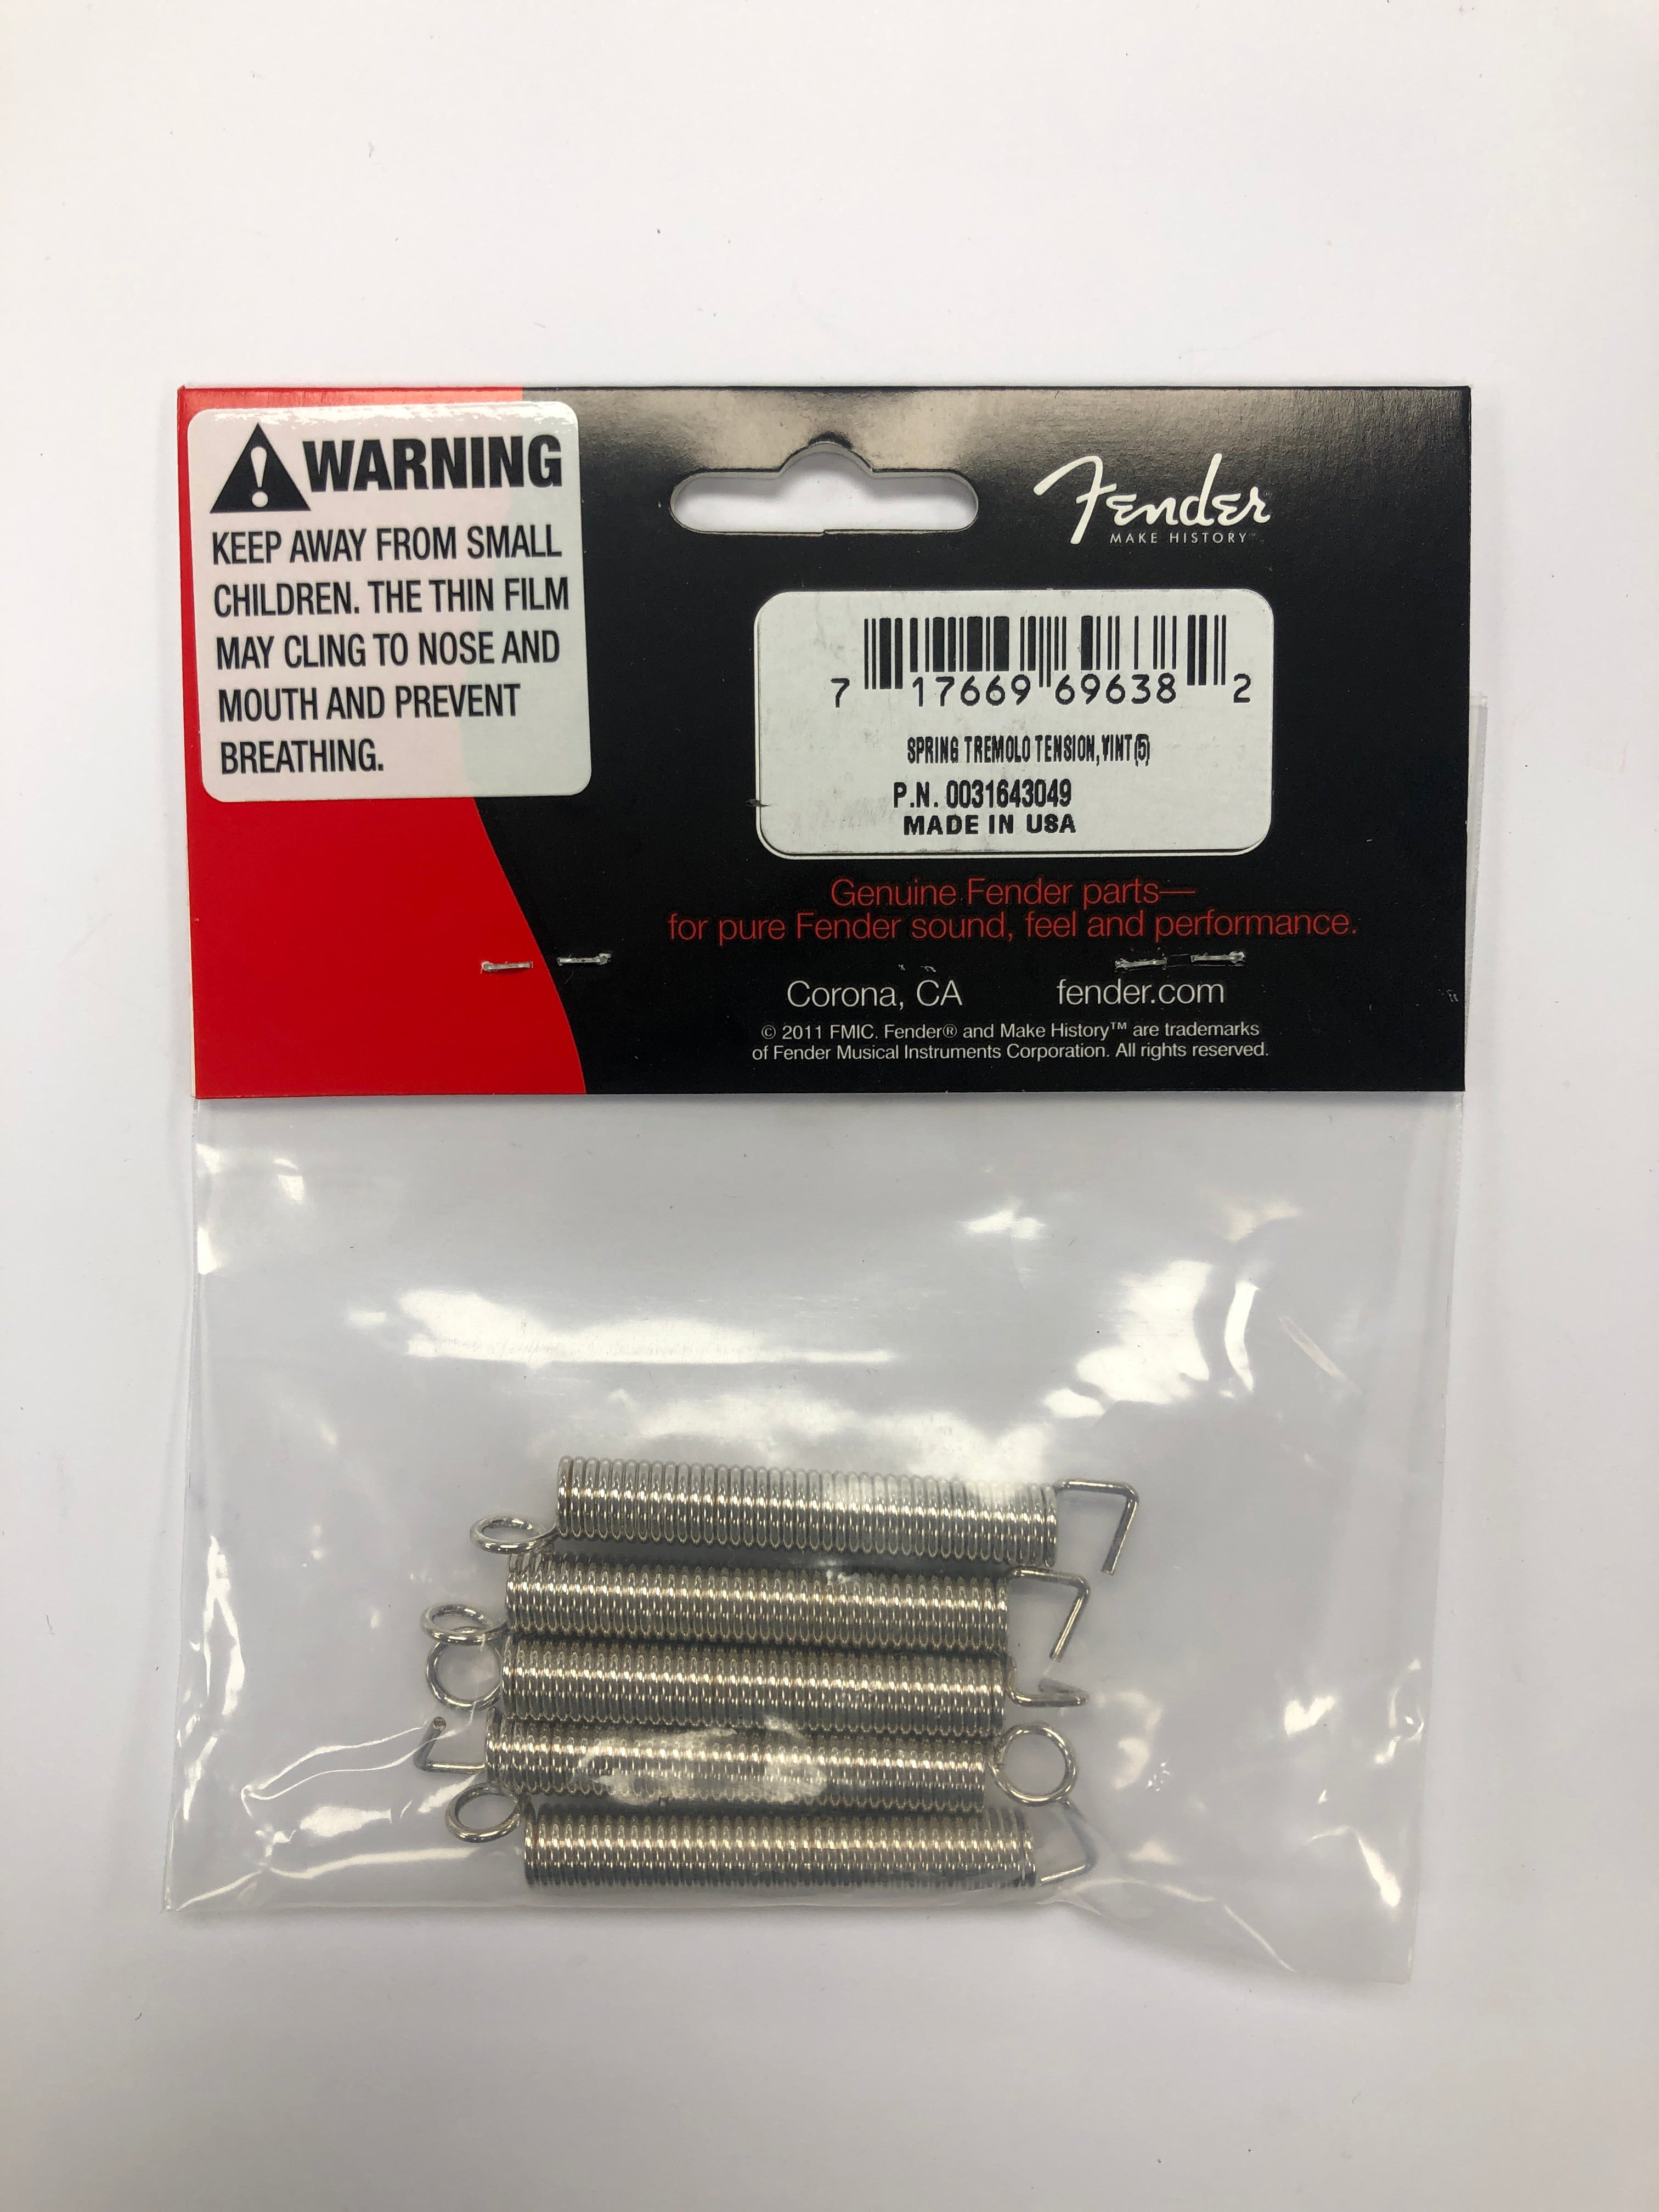 WARNING
KEEP AWAY FROM SMALL
CHILDREN. THE THIN FILM
MAY CLING TO NOSE AND
MOUTH AND PREVENT
BREATHING.
Fender
MAKE HISTORY™
7 17669 69638 2
SPRING TREMOLO TENSION,VINT(5)
P.N. 0031643049
MADE IN USA
Genuine Fender parts—
for pure Fender sound, feel and performance.
Corona, CA fender.com
© 2011 FMIC. Fender® and Make History™ are trademarks
of Fender Musical Instruments Corporation. All rights reserved.